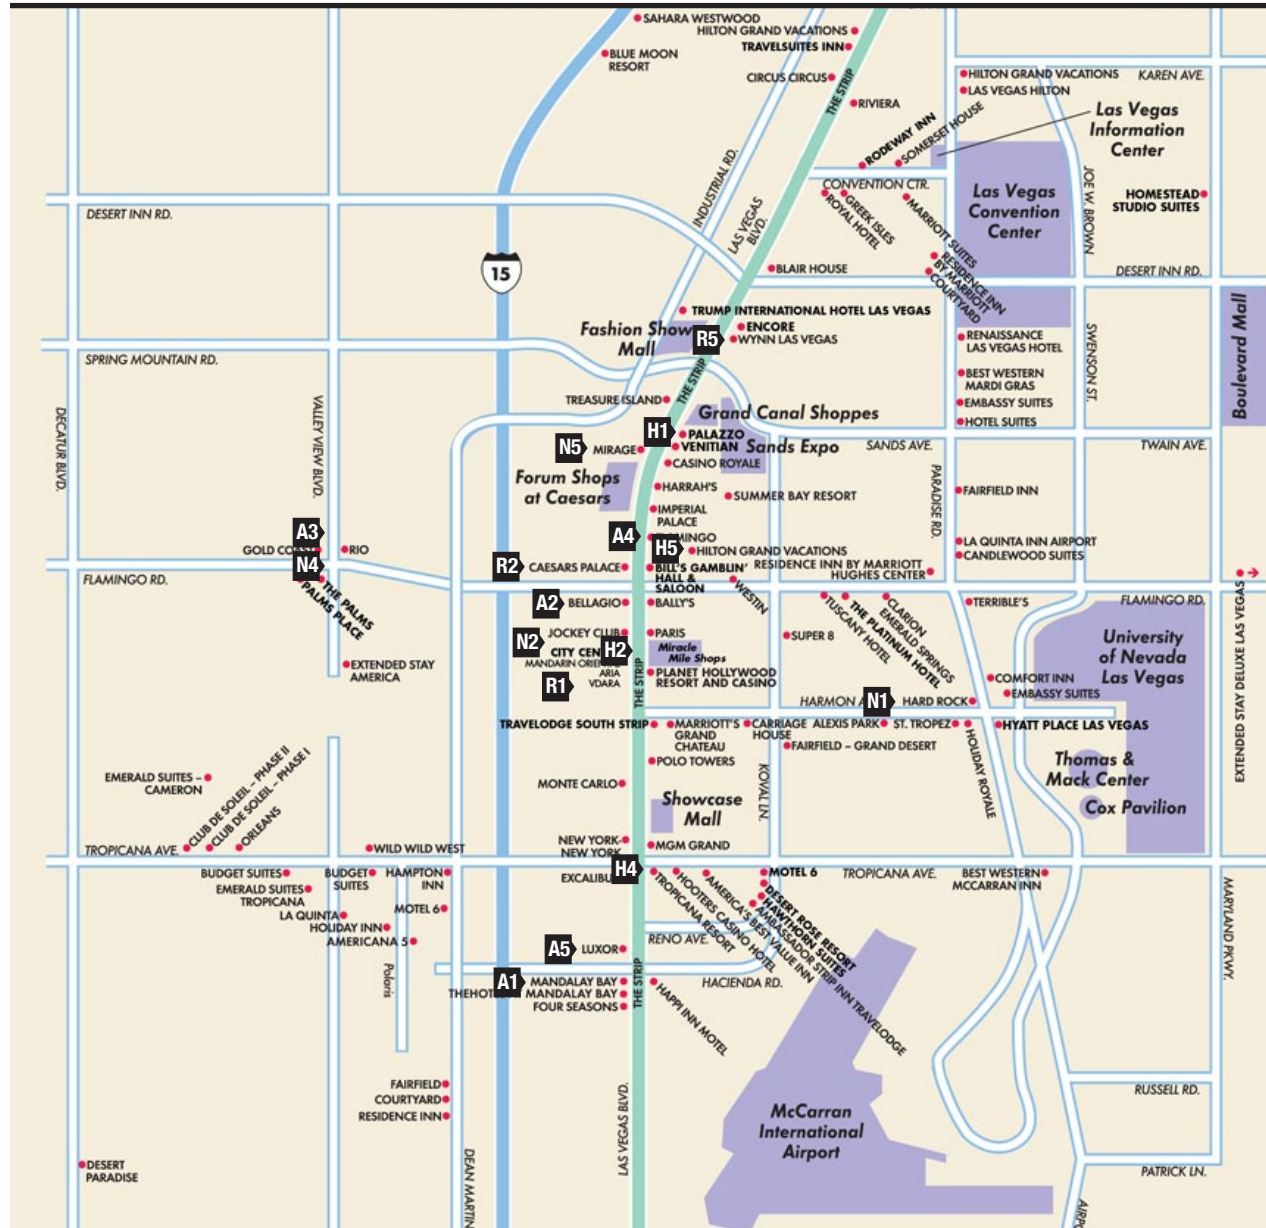 SAHARA WESTWOOD
HILTON GRAND VACATIONS
TRAVELSUITES INN
BLUE MOON
RESORT
CIRCUS CIRCUS
THE STRIP
RIVIERA
HILTON GRAND VACATIONS
KAREN AVE.
LAS VEGAS HILTON
Las Vegas
Information
Center
RODEWAY INN
SOMERSET HOUSE
INDUSTRIAL RD.
CONVENTION CTR.
JOE W. BROWN
Las Vegas
Convention
Center
HOMESTEAD
STUDIO SUITES
DESERT INN RD.
LAS VEGAS
BLVD.
GREEK ISLES
ROYAL HOTEL
MARRIOTT SUITES
RESIDENCE INN
BY MARRIOTT
COURTYARD
15
BLAIR HOUSE
DESERT INN RD.
TRUMP INTERNATIONAL HOTEL LAS VEGAS
Fashion Show
Mall
R5
ENCORE
WYNN LAS VEGAS
RENAISSANCE
LAS VEGAS HOTEL
SWENSON ST.
Boulevard Mall
SPRING MOUNTAIN RD.
THE STRIP
BEST WESTERN
MARDI GRAS
TREASURE ISLAND
EMBASSY SUITES
Grand Canal Shoppes
HOTEL SUITES
DECATUR BLVD.
VALLEY VIEW BLVD.
H1
PALAZZO
VENITIAN
Sands Expo
SANDS AVE.
TWAIN AVE.
N5
MIRAGE
CASINO ROYALE
Forum Shops
at Caesars
HARRAH'S
SUMMER BAY RESORT
PARADISE RD.
FAIRFIELD INN
IMPERIAL
PALACE
A3
GOLD COAST
RIO
A4
FLAMINGO
H5
HILTON GRAND VACATIONS
LA QUINTA INN AIRPORT
CANDLEWOOD SUITES
N4
R2
CAESARS PALACE
BILL'S GAMBLIN'
HALL &
SALOON
RESIDENCE INN BY MARRIOTT
HUGHES CENTER
FLAMINGO RD.
THE PALMS
PALMS PLACE
WESTIN
A2
BELLAGIO
BALLY'S
TUSCANY HOTEL
THE PLATINUM HOTEL
CLARION
EMERALD SPRINGS
TERRIBLE'S
FLAMINGO RD.
EXTENDED STAY DELUXE LAS VEGAS
N2
JOCKEY CLUB
PARIS
SUPER 8
University
of Nevada
Las Vegas
CITY CEN
H2
Miracle
Mile Shops
MANDARIN ORIE
ARIA
VDARA
EXTENDED STAY
AMERICA
THE STRIP
PLANET HOLLYWOOD
RESORT AND CASINO
R1
COMFORT INN
EMBASSY SUITES
HARMON A
N1
HARD ROCK
TRAVELODGE SOUTH STRIP
MARRIOTT'S
GRAND
CHATEAU
CARRIAGE
HOUSE
ALEXIS PARK
ST. TROPEZ
HOLIDAY ROYALE
HYATT PLACE LAS VEGAS
FAIRFIELD – GRAND DESERT
POLO TOWERS
KOVAL LN.
Thomas &
Mack Center
Cox Pavilion
EMERALD SUITES –
CAMERON
CLUB DE SOLEIL – PHASE II
CLUB DE SOLEIL – PHASE I
ORLEANS
MONTE CARLO
Showcase
Mall
TROPICANA AVE.
WILD WILD WEST
NEW YORK-
NEW YORK
MGM GRAND
BUDGET SUITES
BUDGET
SUITES
HAMPTON
INN
EXCALIBU
H4
MOTEL 6
TROPICANA AVE.
BEST WESTERN
MCCARRAN INN
EMERALD SUITES
TROPICANA
LA QUINTA
HOLIDAY INN
AMERICANA 5
MOTEL 6
TROPICANA RESORT
HOOTERS CASINO HOTEL
AMERICA'S BEST VALUE INN
DESERT ROSE RESORT
HAWTHORN SUITES
AMBASSADOR STRIP INN TRAVELODGE
MARYLAND PKWY.
RENO AVE.
A5
LUXOR
Polaris
A1
MANDALAY BAY
THEHOT
MANDALAY BAY
FOUR SEASONS
THE STRIP
HACIENDA RD.
HAPPI INN MOTEL
FAIRFIELD
COURTYARD
RESIDENCE INN
LAS VEGAS BLVD.
McCarran
International
Airport
RUSSELL RD.
DESERT
PARADISE
DEAN MARTIN
PATRICK LN.